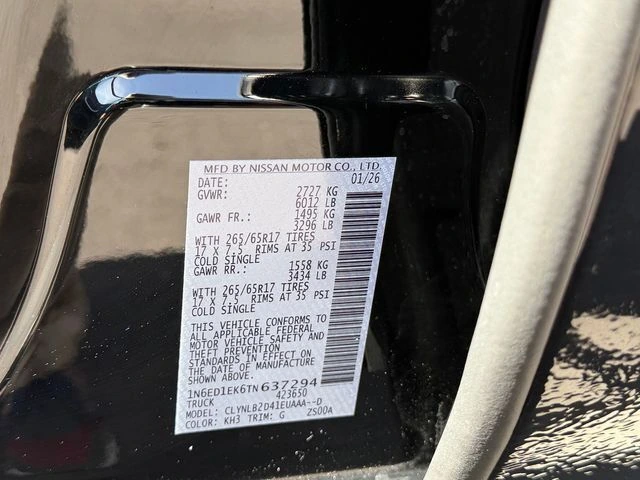 MFD BY NISSAN MOTOR CO., LTD.
DATE: 01/26
GVWR: 2727 KG
6012 LB
GAWR FR.: 1495 KG
3296 LB
WITH 265/65R17 TIRES
17 X 7.5 RIMS AT 35 PSI
COLD SINGLE
GAWR RR.: 1558 KG
3434 LB
WITH 265/65R17 TIRES
17 X 7.5 RIMS AT 35 PSI
COLD SINGLE
THIS VEHICLE CONFORMS TO
ALL APPLICABLE FEDERAL
MOTOR VEHICLE SAFETY AND
THEFT PREVENTION
STANDARDS IN EFFECT ON
THE DATE OF MANUFACTURE
SHOWN ABOVE.
1N6ED1EK6TN637294
TRUCK 423650
MODEL: CLYNLB2D41EUAAA--D
COLOR: KH3 TRIM: G ZS00A